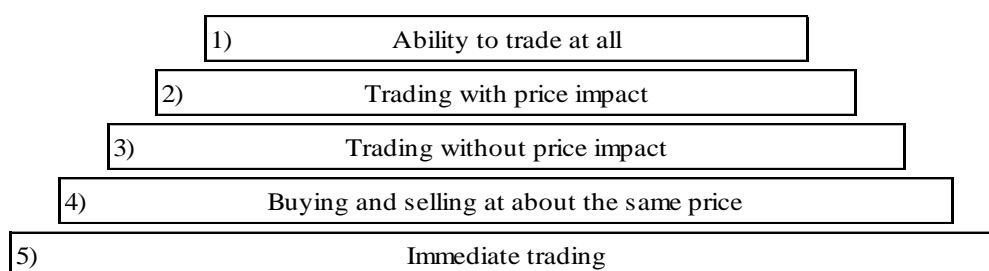 1) Ability to trade at all
2) Trading with price impact
3) Trading without price impact
4) Buying and selling at about the same price
5) Immediate trading